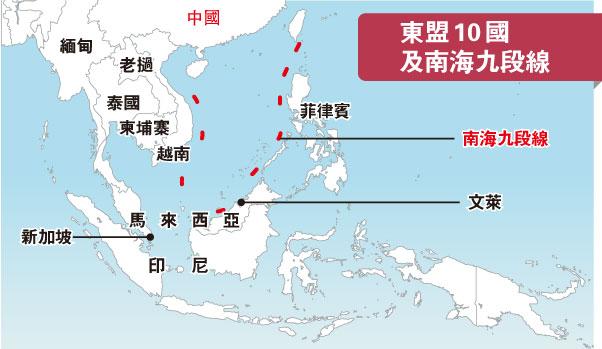 東盟10國
及南海九段線
中國
緬甸
老撾
泰國
柬埔寨
越南
菲律賓
南海九段線
文萊
馬來西亞
新加坡
印尼